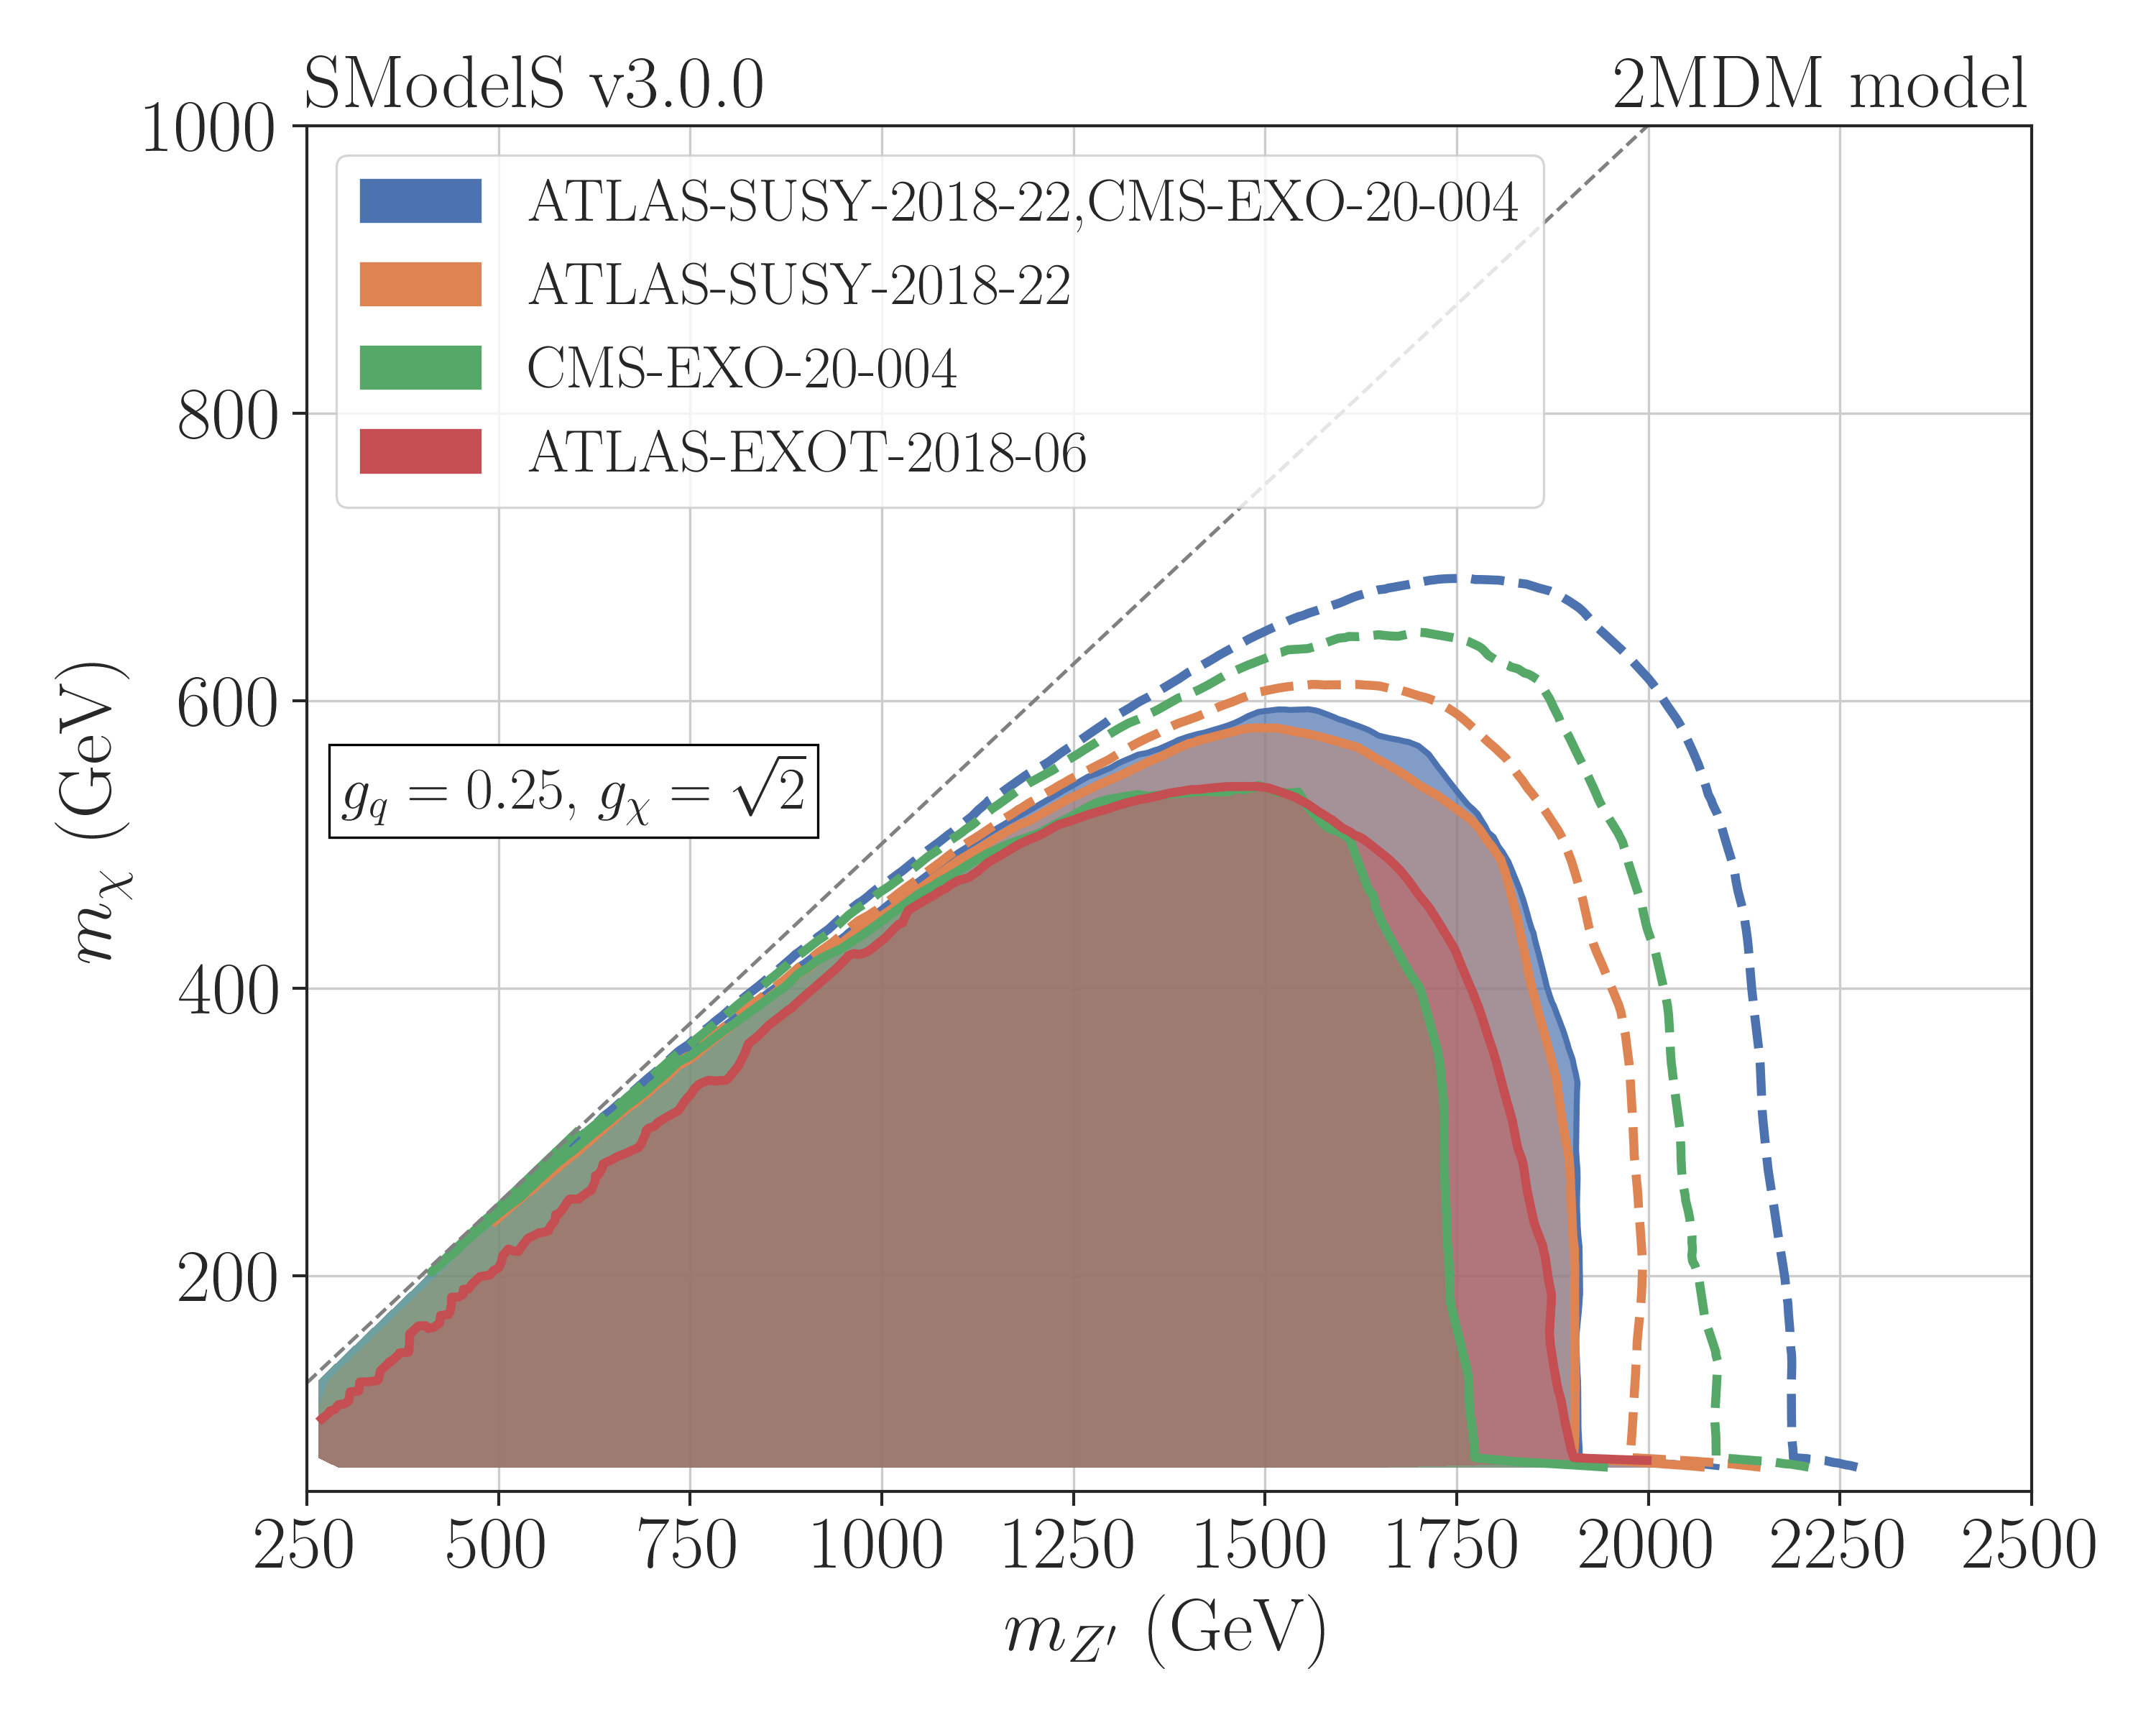 SModelS v3.0.0
2MDM model
1000
800
600
400
200
ATLAS-SUSY-2018-22,CMS-EXO-20-004
ATLAS-SUSY-2018-22
CMS-EXO-20-004
ATLAS-EXOT-2018-06
g_q = 0.25, g_χ = √2
m_χ (GeV)
250 500 750 1000 1250 1500 1750 2000 2250 2500
m_Z′ (GeV)